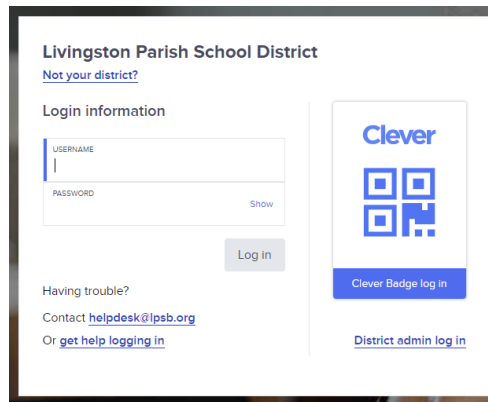 Livingston Parish School District
Not your district?
Login information
USERNAME
PASSWORD
Show
Log in
Having trouble?
Contact helpdesk@lpsb.org
Or get help logging in
Clever
Clever Badge log in
District admin log in